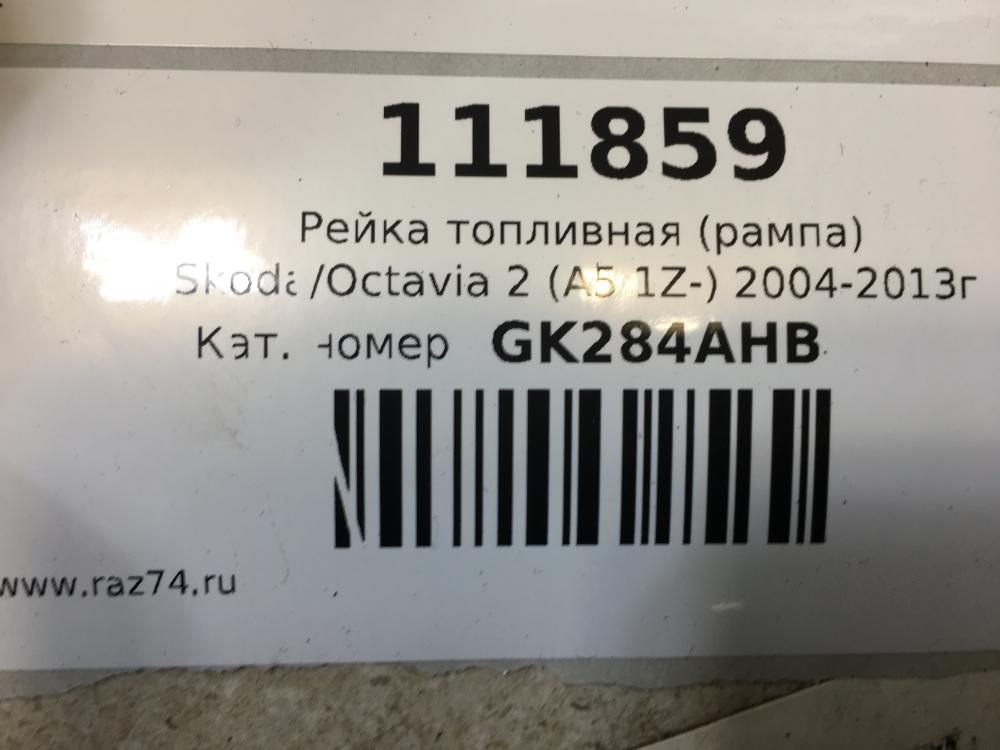 111859
Рейка топливная (рампа)
Skoda /Octavia 2 (A5 1Z-) 2004-2013г
Кат. номер GK284AHB
www.raz74.ru